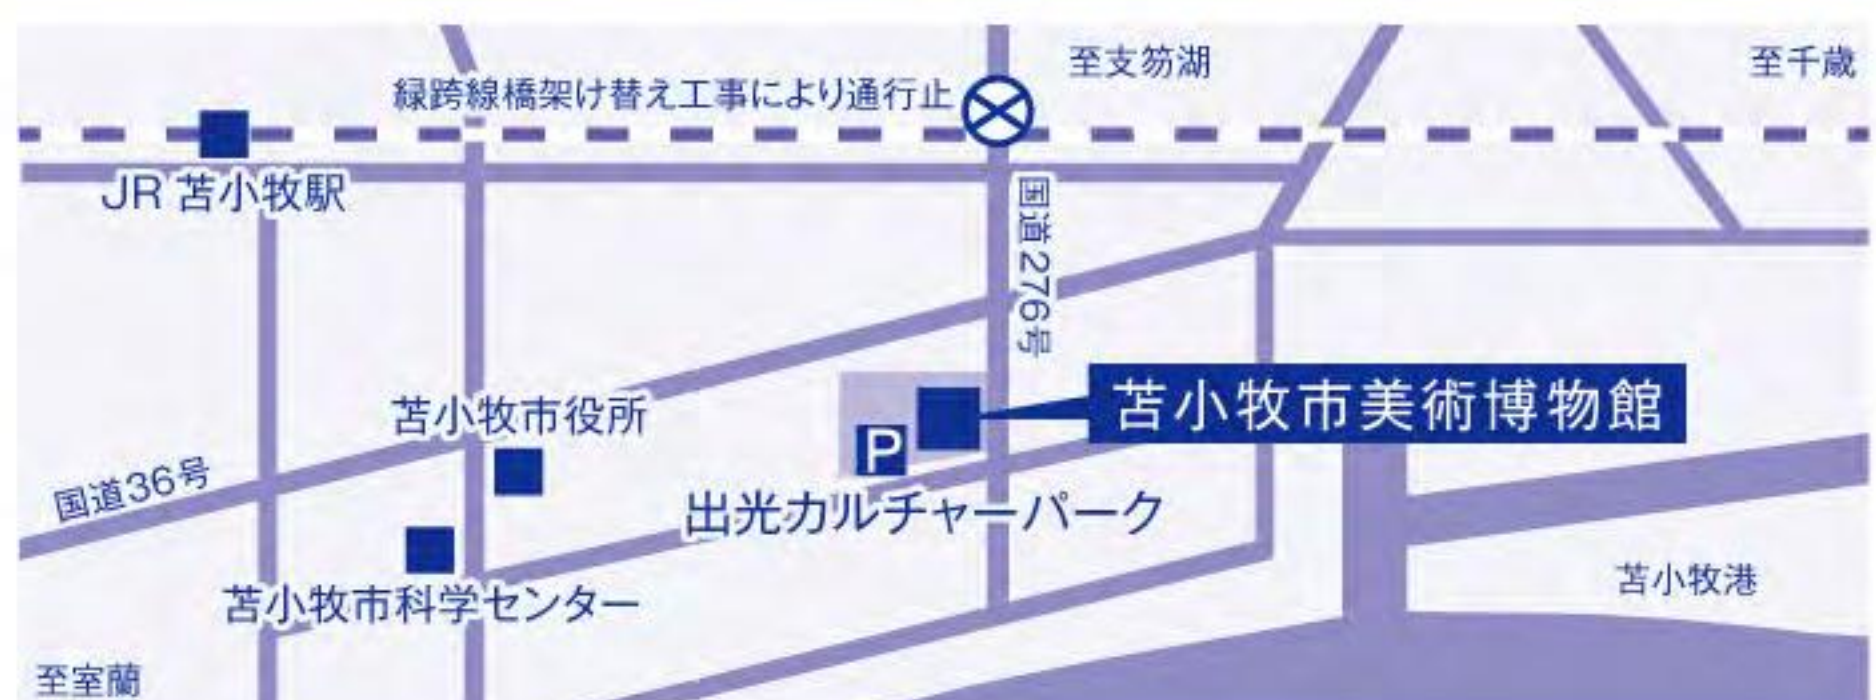 至支笏湖
至千歳
緑跨線橋架け替え工事により通行止
JR 苫小牧駅
国道276号
苫小牧市美術博物館
苫小牧市役所
P
国道36号
出光カルチャーパーク
苫小牧市科学センター
苫小牧港
至室蘭